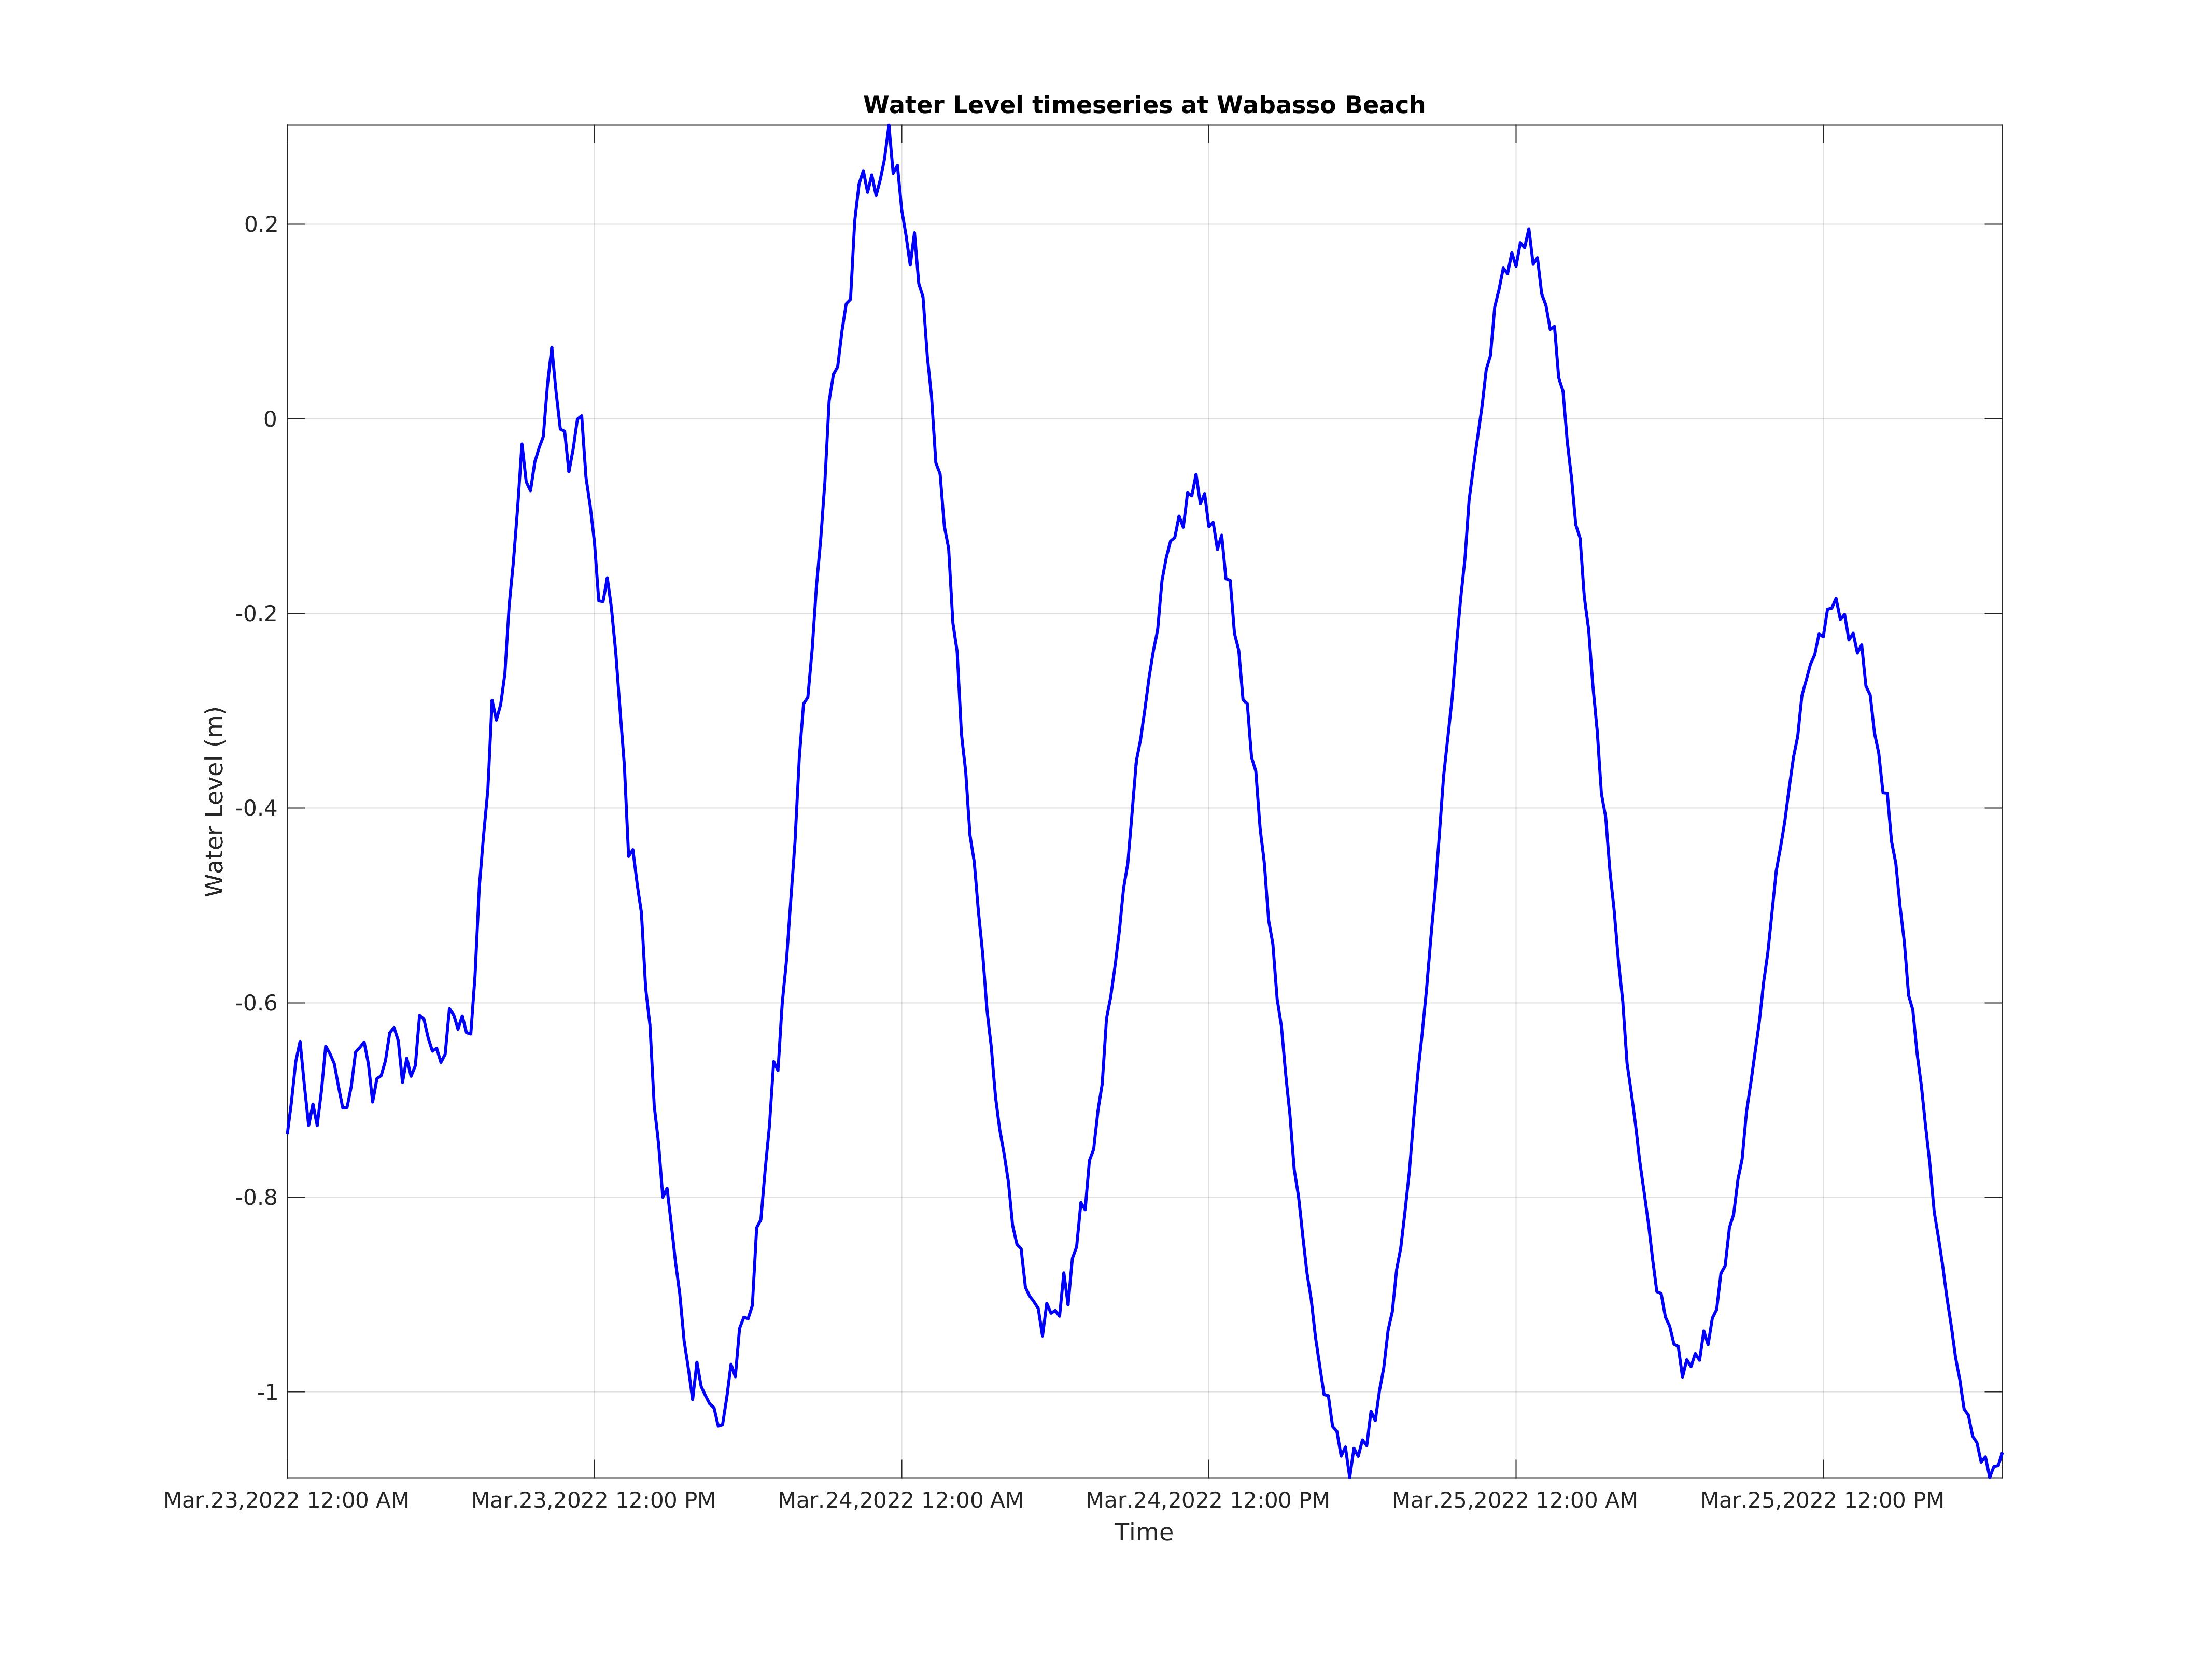 Water Level timeseries at Wabasso Beach
0.2
0
-0.2
-0.4
-0.6
-0.8
-1
Water Level (m)
Mar.23,2022 12:00 AM
Mar.23,2022 12:00 PM
Mar.24,2022 12:00 AM
Mar.24,2022 12:00 PM
Mar.25,2022 12:00 AM
Mar.25,2022 12:00 PM
Time